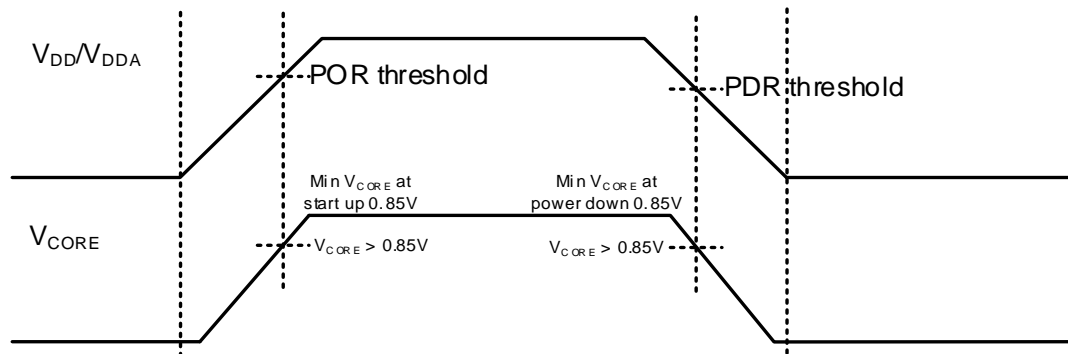 VDD/VDDA
POR threshold
PDR threshold
Min VCORE at
start up 0.85V
Min VCORE at
power down 0.85V
VCORE
VCORE > 0.85V
VCORE > 0.85V